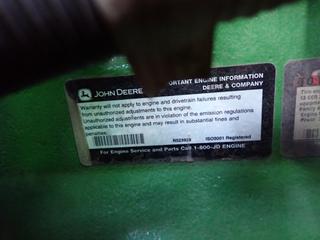 JOHN DEERE
ORTANT ENGINE INFORMATION
DEERE & COMPANY
Warranty will not apply to engine and drivetrain failures resulting
from unauthorized adjustments to this engine.
Unauthorized adjustments are in violation of the emission regulations
applicable to this engine and may result in substantial fines and
penalties.
ISO9001 Registered
For Engine Service and Parts Call 1-800-JD ENGINE